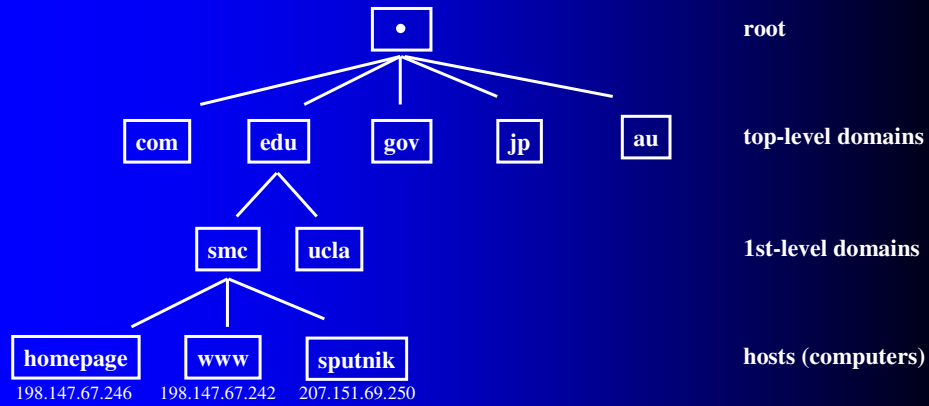 • root
com edu gov jp au top-level domains
smc ucla 1st-level domains
homepage www sputnik hosts (computers)
198.147.67.246 198.147.67.242 207.151.69.250